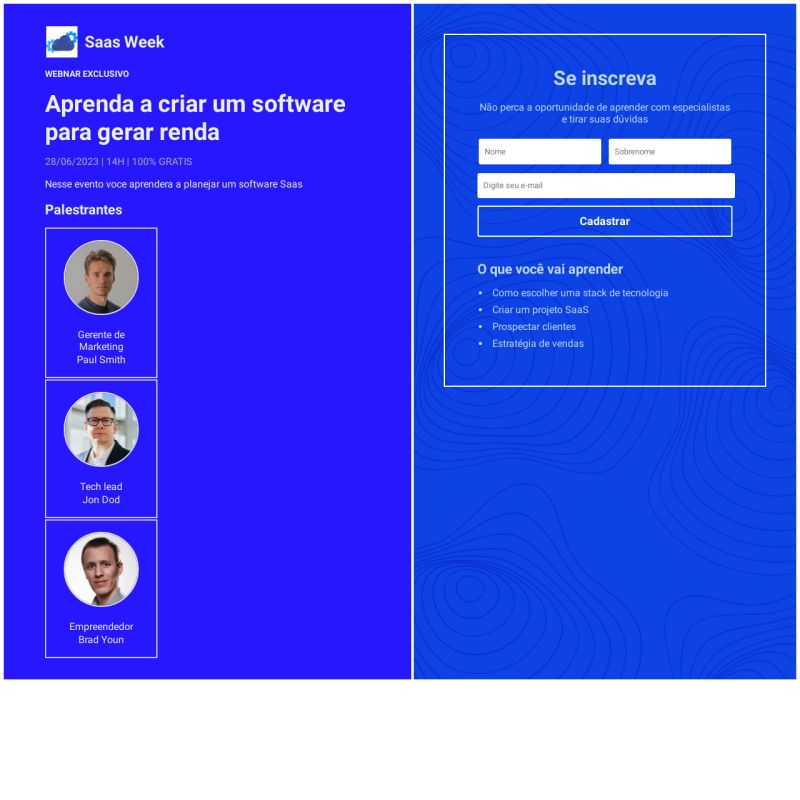 Saas Week
WEBNAR EXCLUSIVO
Aprenda a criar um software
para gerar renda
28/06/2023 | 14H | 100% GRATIS
Nesse evento voce aprendera a planejar um software Saas
Palestrantes
Gerente de
Marketing
Paul Smith
Tech lead
Jon Dod
Empreendedor
Brad Youn
Se inscreva
Não perca a oportunidade de aprender com especialistas
e tirar suas dúvidas
Nome
Sobrenome
Digite seu e-mail
Cadastrar
O que você vai aprender
• Como escolher uma stack de tecnologia
• Criar um projeto SaaS
• Prospectar clientes
• Estratégia de vendas